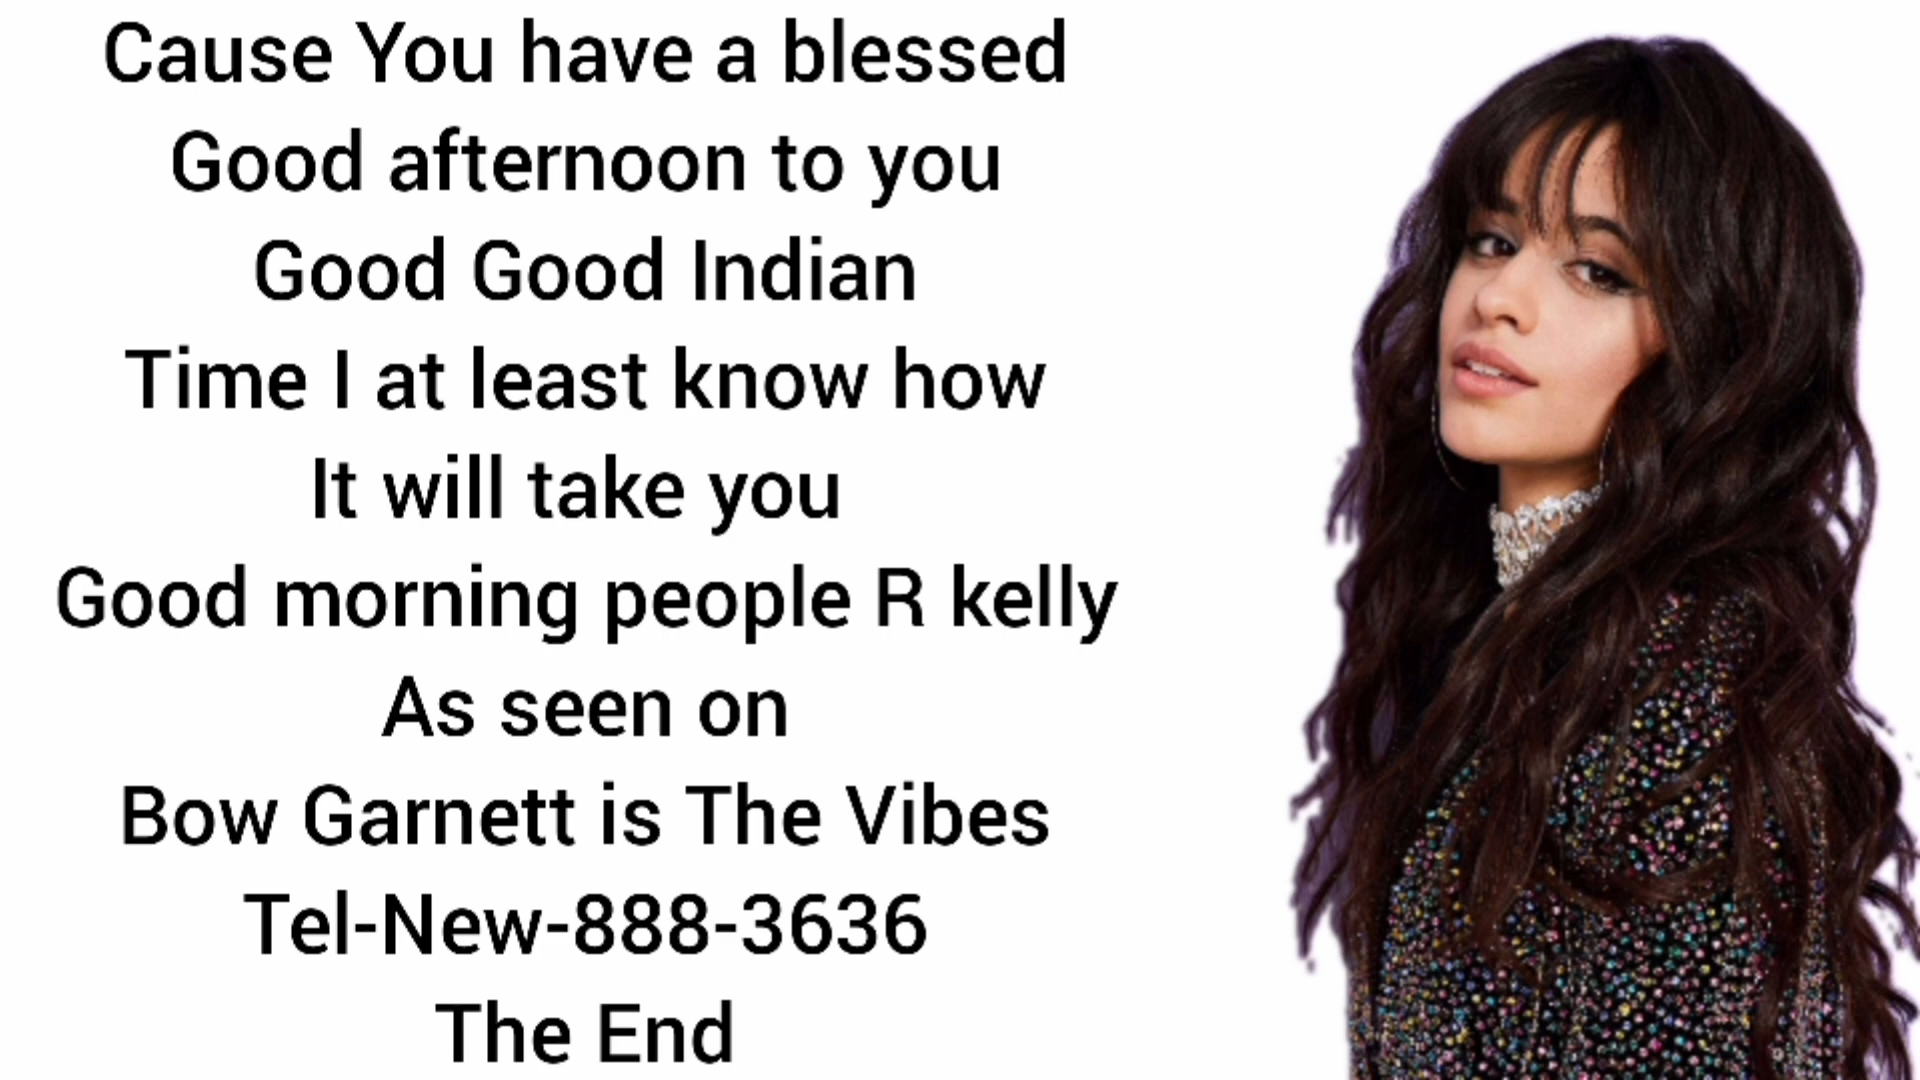 Cause You have a blessed
Good afternoon to you
Good Good Indian
Time I at least know how
It will take you
Good morning people R kelly
As seen on
Bow Garnett is The Vibes
Tel-New-888-3636
The End